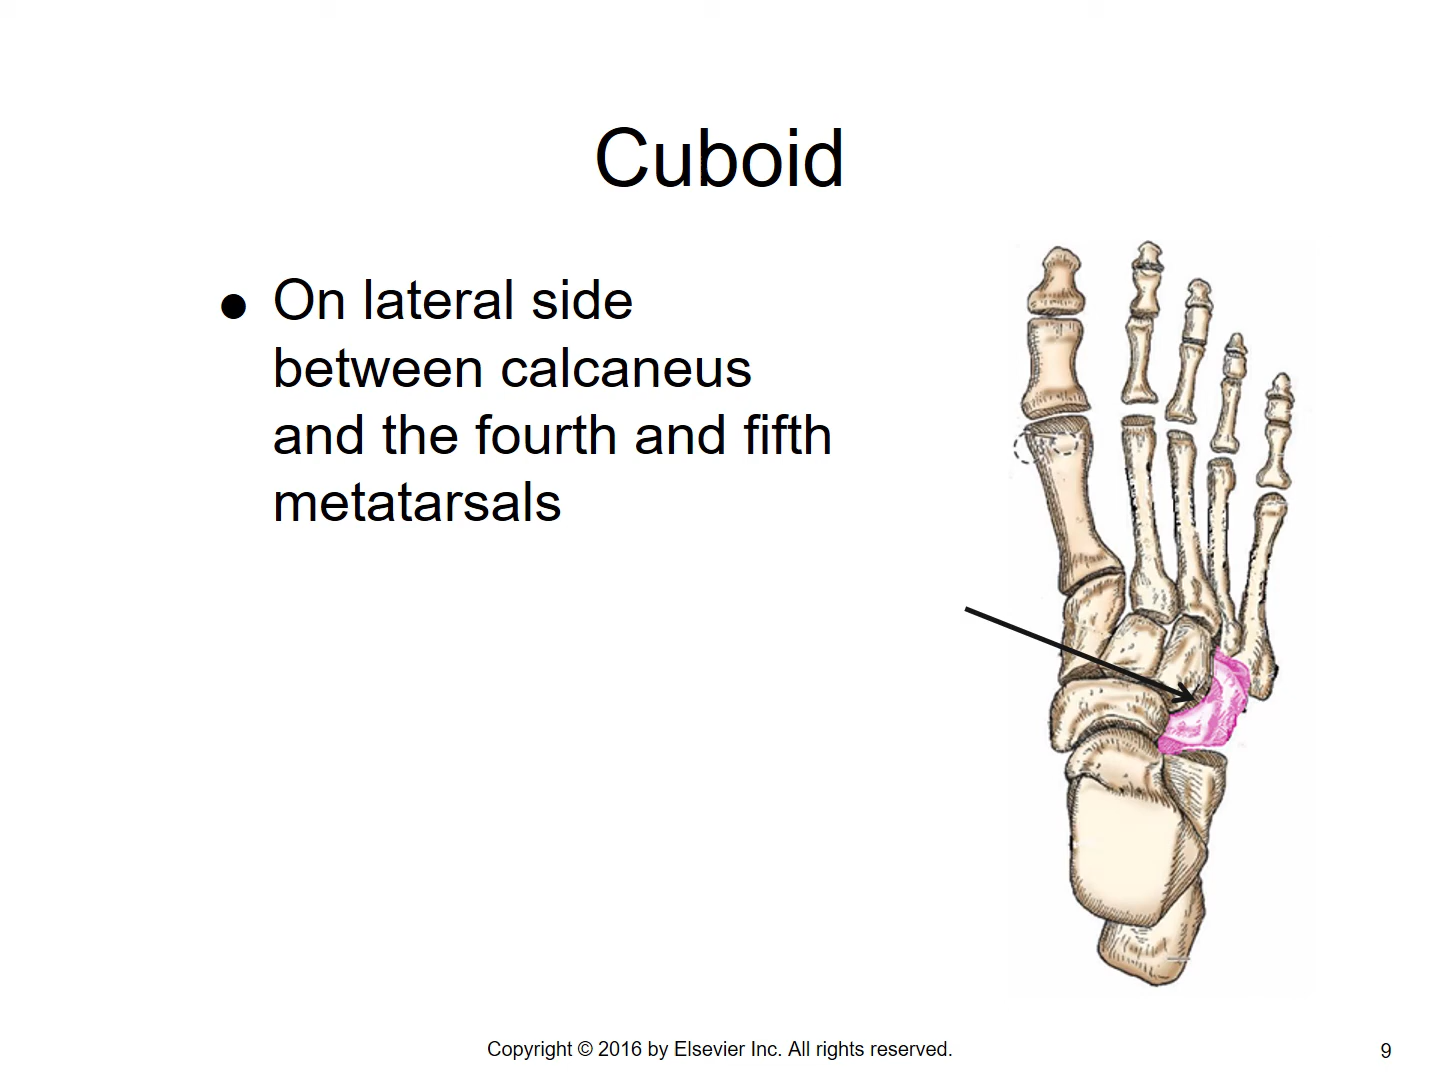 Cuboid
● On lateral side
between calcaneus
and the fourth and fifth
metatarsals
Copyright © 2016 by Elsevier Inc. All rights reserved.
9